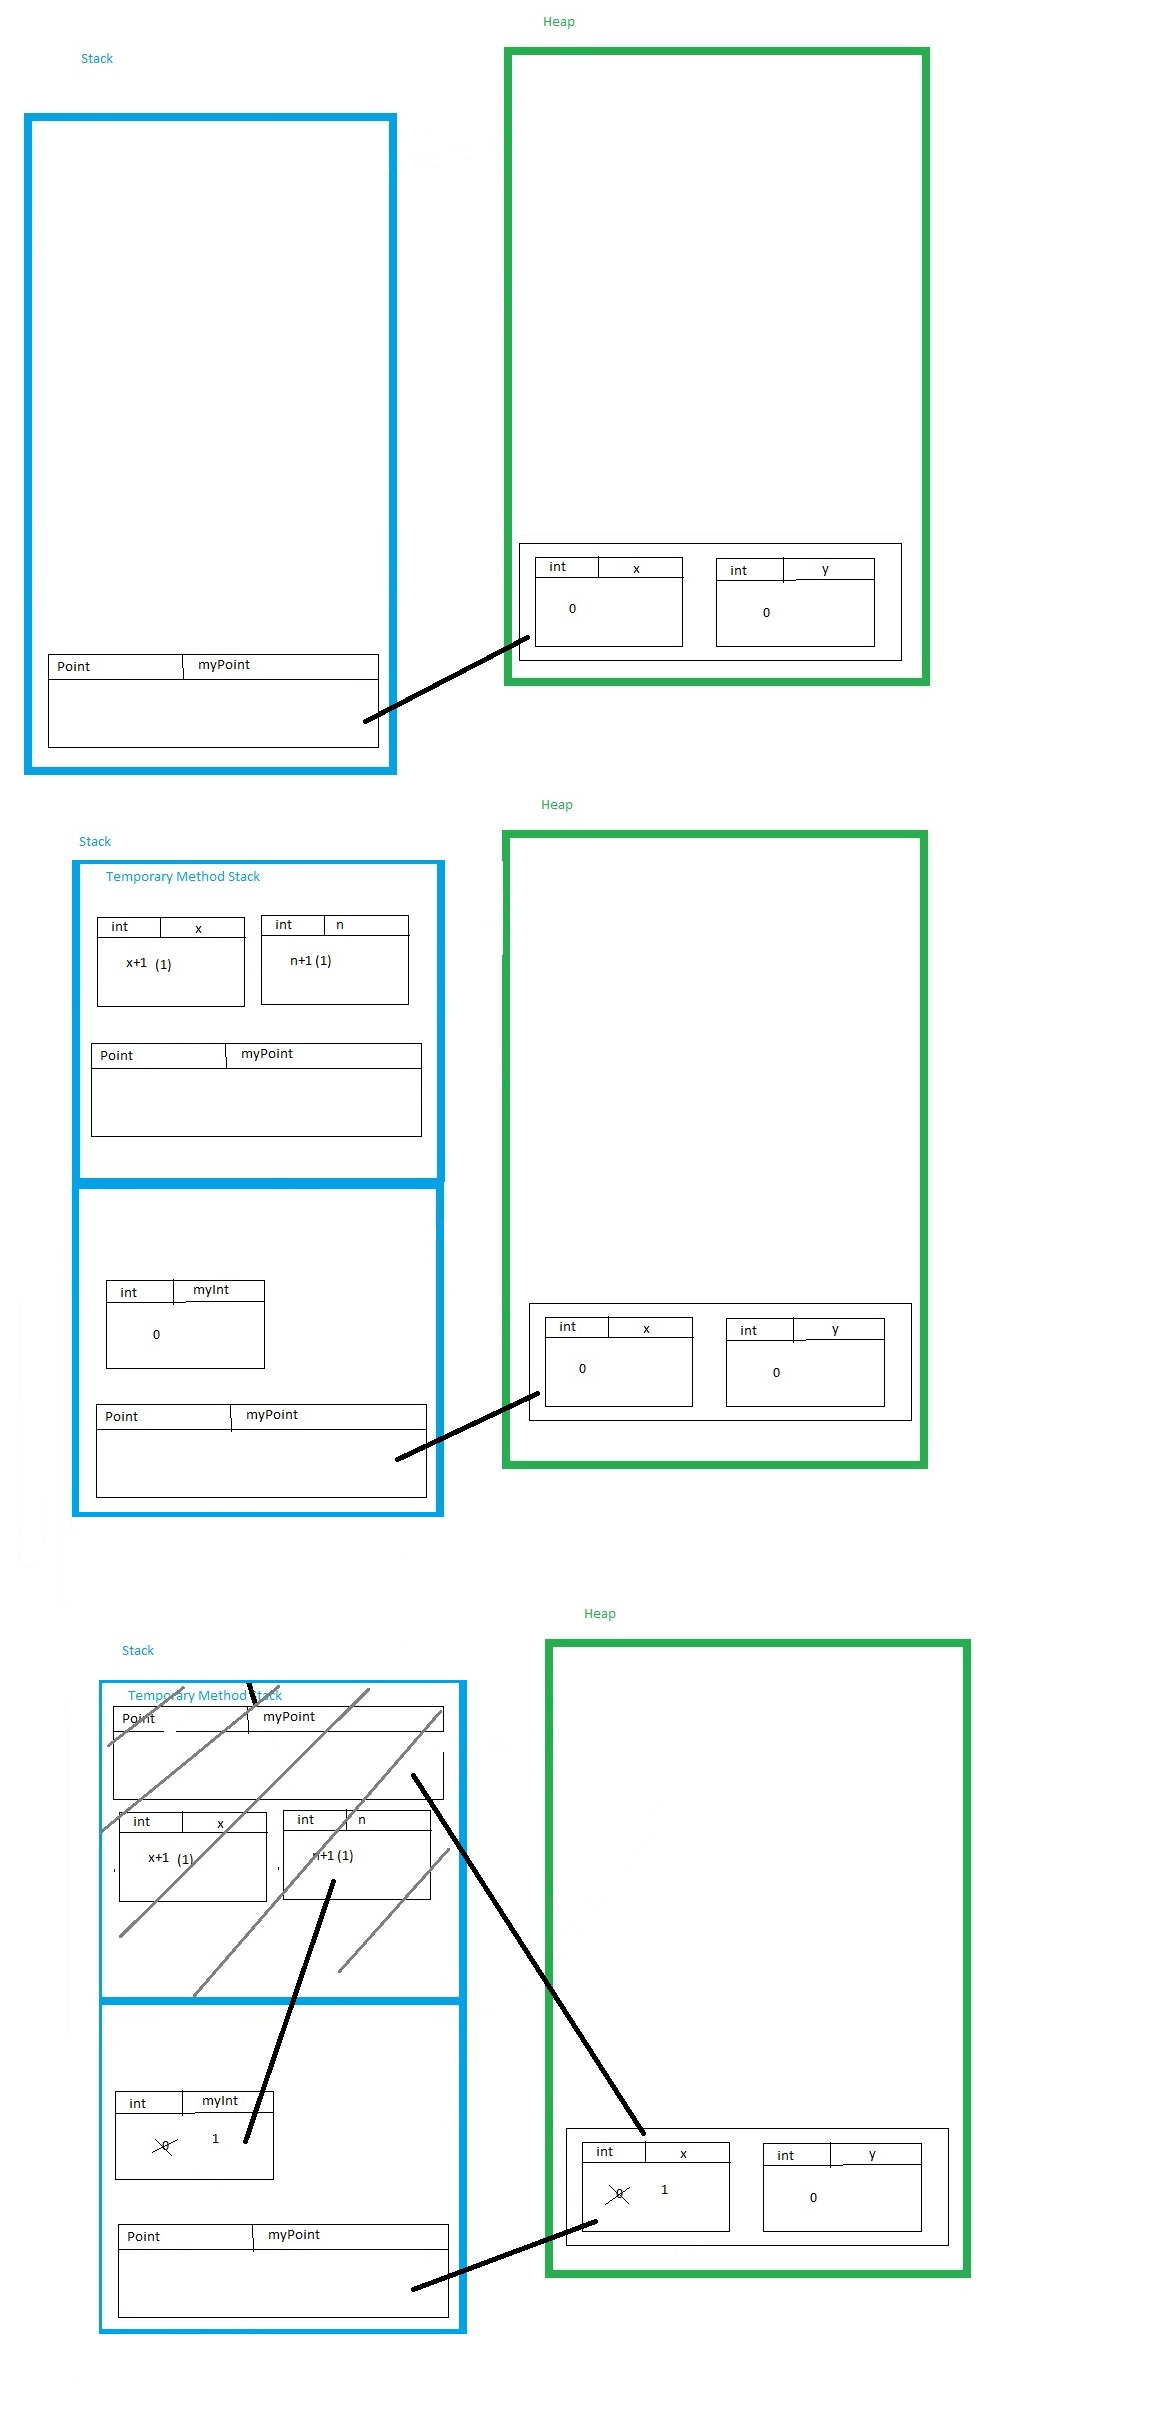 Heap
Stack
int x
int y
0
0
Point myPoint
Heap
Stack
Temporary Method Stack
int x
int n
x+1 (1)
n+1 (1)
Point myPoint
int myInt
0
int x
int y
0
0
Point myPoint
Heap
Stack
Temporary Method Stack
Point myPoint
int x
int n
x+1 (1)
n+1 (1)
int myInt
0 1
int x
int y
0 1
0
Point myPoint